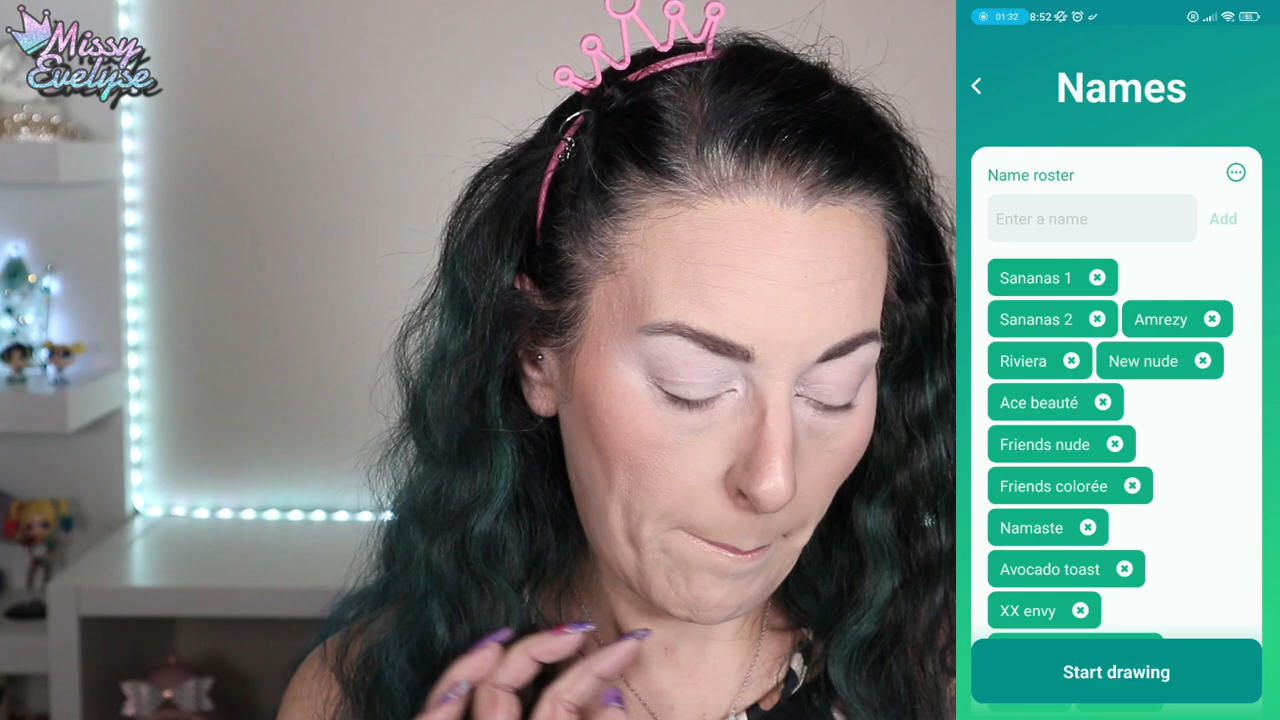 Missy
Evelyse
01:32 8:52
R 50
Names
Name roster
Enter a name Add
Sananas 1
Sananas 2 Amrezy
Riviera New nude
Ace beauté
Friends nude
Friends colorée
Namaste
Avocado toast
XX envy
Start drawing